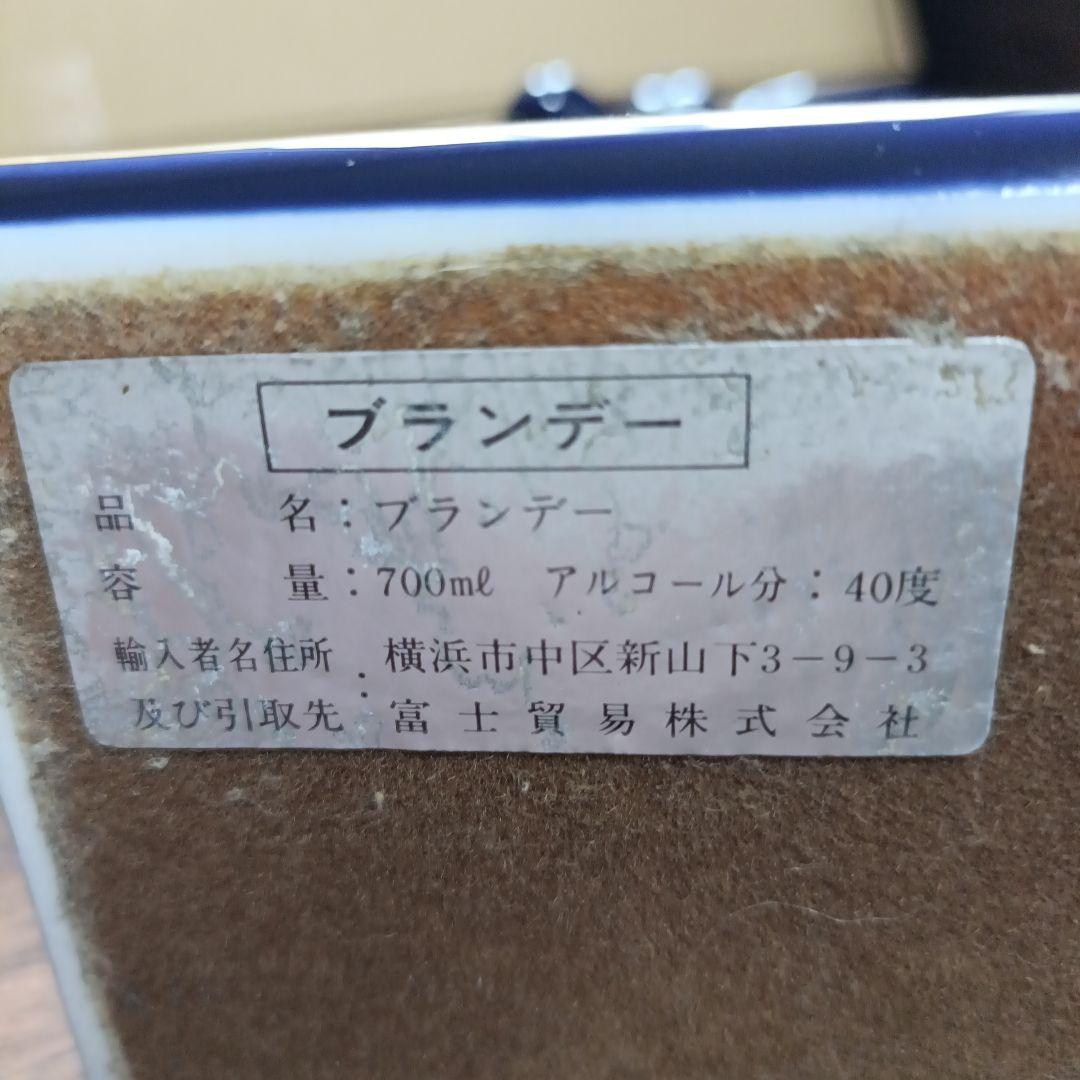 ブランデー
品 名：ブランデー
容 量：700mℓ アルコール分：40度
輸入者名住所 横浜市中区新山下3-9-3
及び引取先：富士貿易株式会社